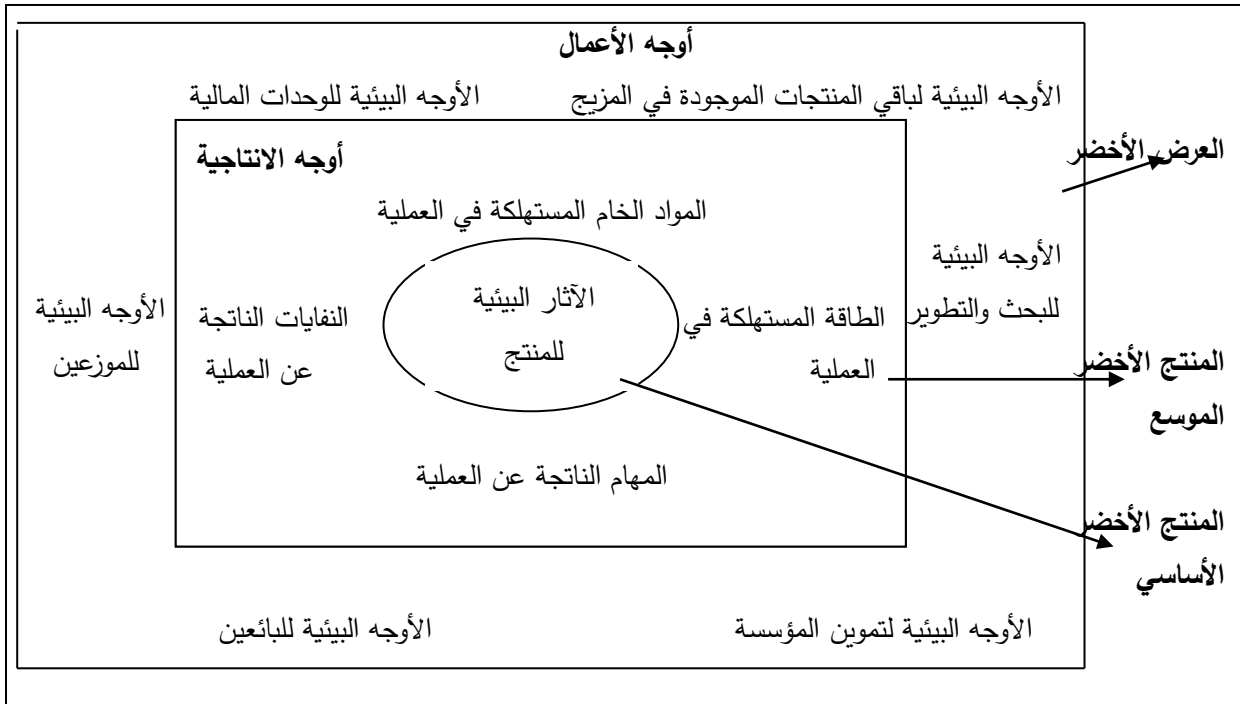 أوجه الأعمال
الأوجه البيئية لباقي المنتجات الموجودة في المزيج
الأوجه البيئية للوحدات المالية
العرض الأخضر
أوجه الانتاجية
المواد الخام المستهلكة في العملية
الأوجه البيئية
للبحث والتطوير
الطاقة المستهلكة في
العملية
الآثار البيئية
للمنتج
النفايات الناتجة
عن العملية
الأوجه البيئية
للموزعين
المنتج الأخضر
الموسع
المهام الناتجة عن العملية
المنتج الأخضر
الأساسي
الأوجه البيئية لتموين المؤسسة
الأوجه البيئية للبائعين